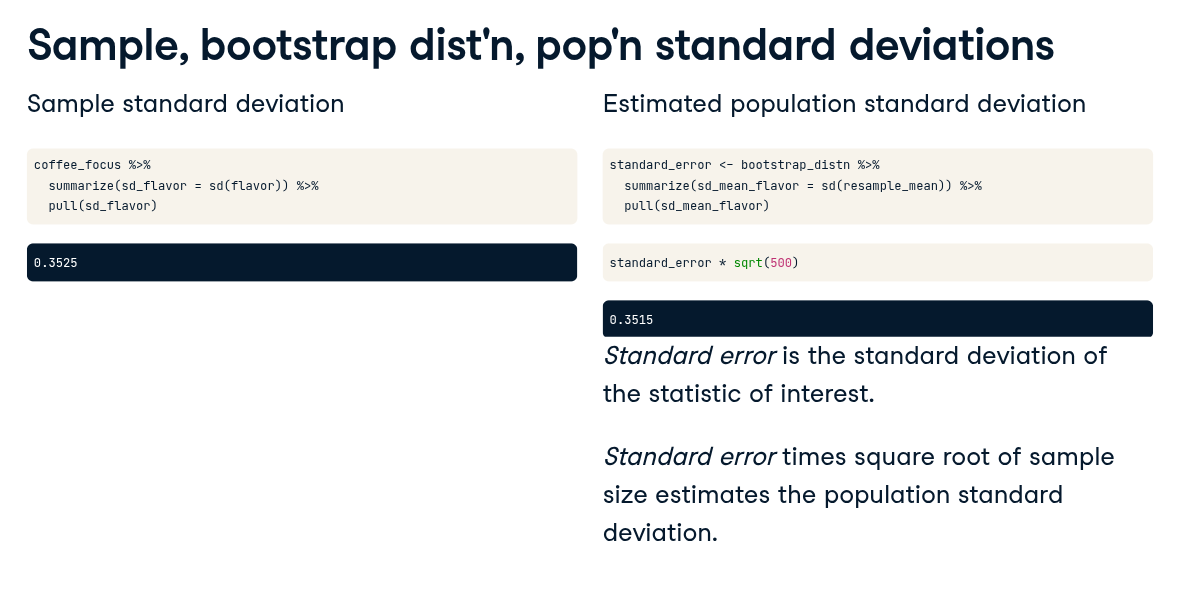 Sample, bootstrap dist'n, pop'n standard deviations
Sample standard deviation
coffee_focus %>%
  summarize(sd_flavor = sd(flavor)) %>%
  pull(sd_flavor)
0.3525
Estimated population standard deviation
standard_error <- bootstrap_distn %>%
  summarize(sd_mean_flavor = sd(resample_mean)) %>%
  pull(sd_mean_flavor)
standard_error * sqrt(500)
0.3515
Standard error is the standard deviation of
the statistic of interest.
Standard error times square root of sample
size estimates the population standard
deviation.